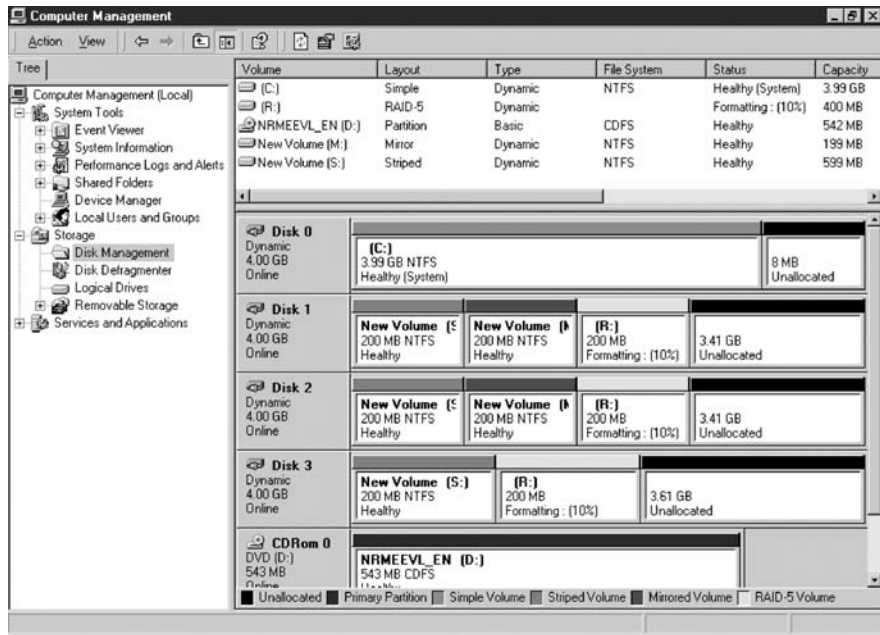 Computer Management
Action View
Tree
Computer Management (Local)
System Tools
Event Viewer
System Information
Performance Logs and Alerts
Shared Folders
Device Manager
Local Users and Groups
Storage
Disk Management
Disk Defragmenter
Logical Drives
Removable Storage
Services and Applications
Volume Layout Type File System Status Capacity
(C:) Simple Dynamic NTFS Healthy (System) 3.99 GB
(R:) RAID-5 Dynamic Formatting : (10%) 400 MB
NRMEEVL_EN (D:) Partition Basic CDFS Healthy 542 MB
New Volume (M:) Mirror Dynamic NTFS Healthy 199 MB
New Volume (S:) Striped Dynamic NTFS Healthy 599 MB
Disk 0
Dynamic
4.00 GB
Online
(C:)
3.99 GB NTFS
Healthy (System)
8 MB
Unallocated
Disk 1
Dynamic
4.00 GB
Online
New Volume (S
200 MB NTFS
Healthy
New Volume (M
200 MB NTFS
Healthy
(R:)
200 MB
Formatting : (10%)
3.41 GB
Unallocated
Disk 2
Dynamic
4.00 GB
Online
New Volume (S
200 MB NTFS
Healthy
New Volume (M
200 MB NTFS
Healthy
(R:)
200 MB
Formatting : (10%)
3.41 GB
Unallocated
Disk 3
Dynamic
4.00 GB
Online
New Volume (S:)
200 MB NTFS
Healthy
(R:)
200 MB
Formatting : (10%)
3.61 GB
Unallocated
CDRom 0
DVD (D:)
543 MB
Online
NRMEEVL_EN (D:)
543 MB CDFS
Healthy
Unallocated Primary Partition Simple Volume Striped Volume Mirrored Volume RAID-5 Volume